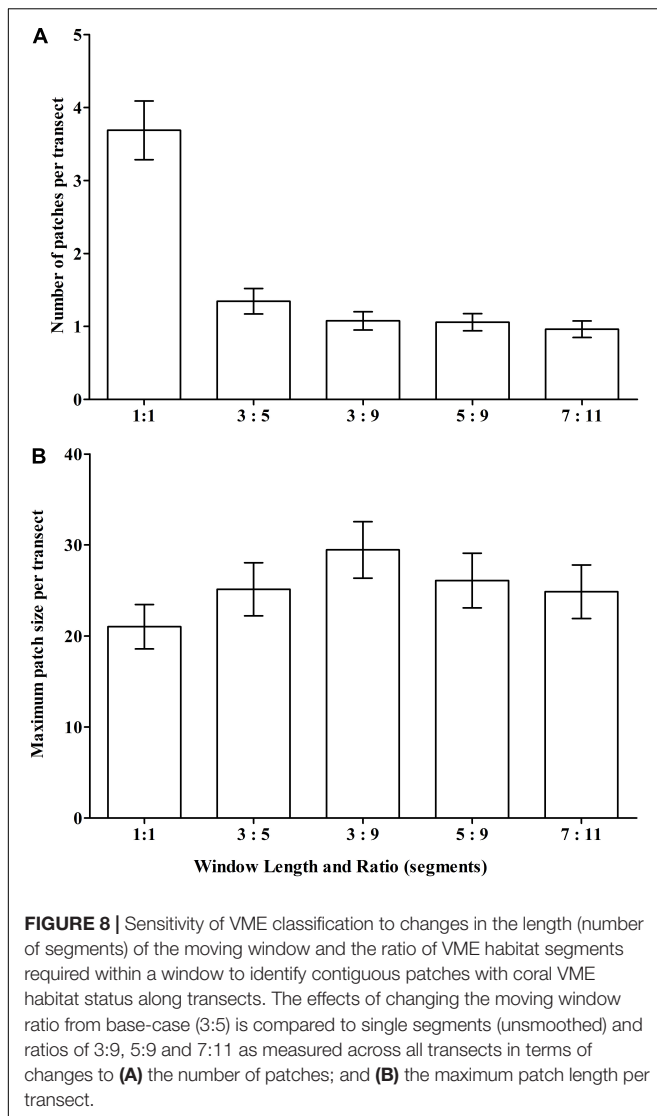 A
Number of patches per transect
5
4
3
2
1
0
1:1 3 : 5 3 : 9 5 : 9 7 : 11
B
Maximum patch size per transect
40
30
20
10
0
1:1 3 : 5 3 : 9 5 : 9 7 : 11
Window Length and Ratio (segments)
FIGURE 8 | Sensitivity of VME classification to changes in the length (number
of segments) of the moving window and the ratio of VME habitat segments
required within a window to identify contiguous patches with coral VME
habitat status along transects. The effects of changing the moving window
ratio from base-case (3:5) is compared to single segments (unsmoothed) and
ratios of 3:9, 5:9 and 7:11 as measured across all transects in terms of
changes to (A) the number of patches; and (B) the maximum patch length per
transect.